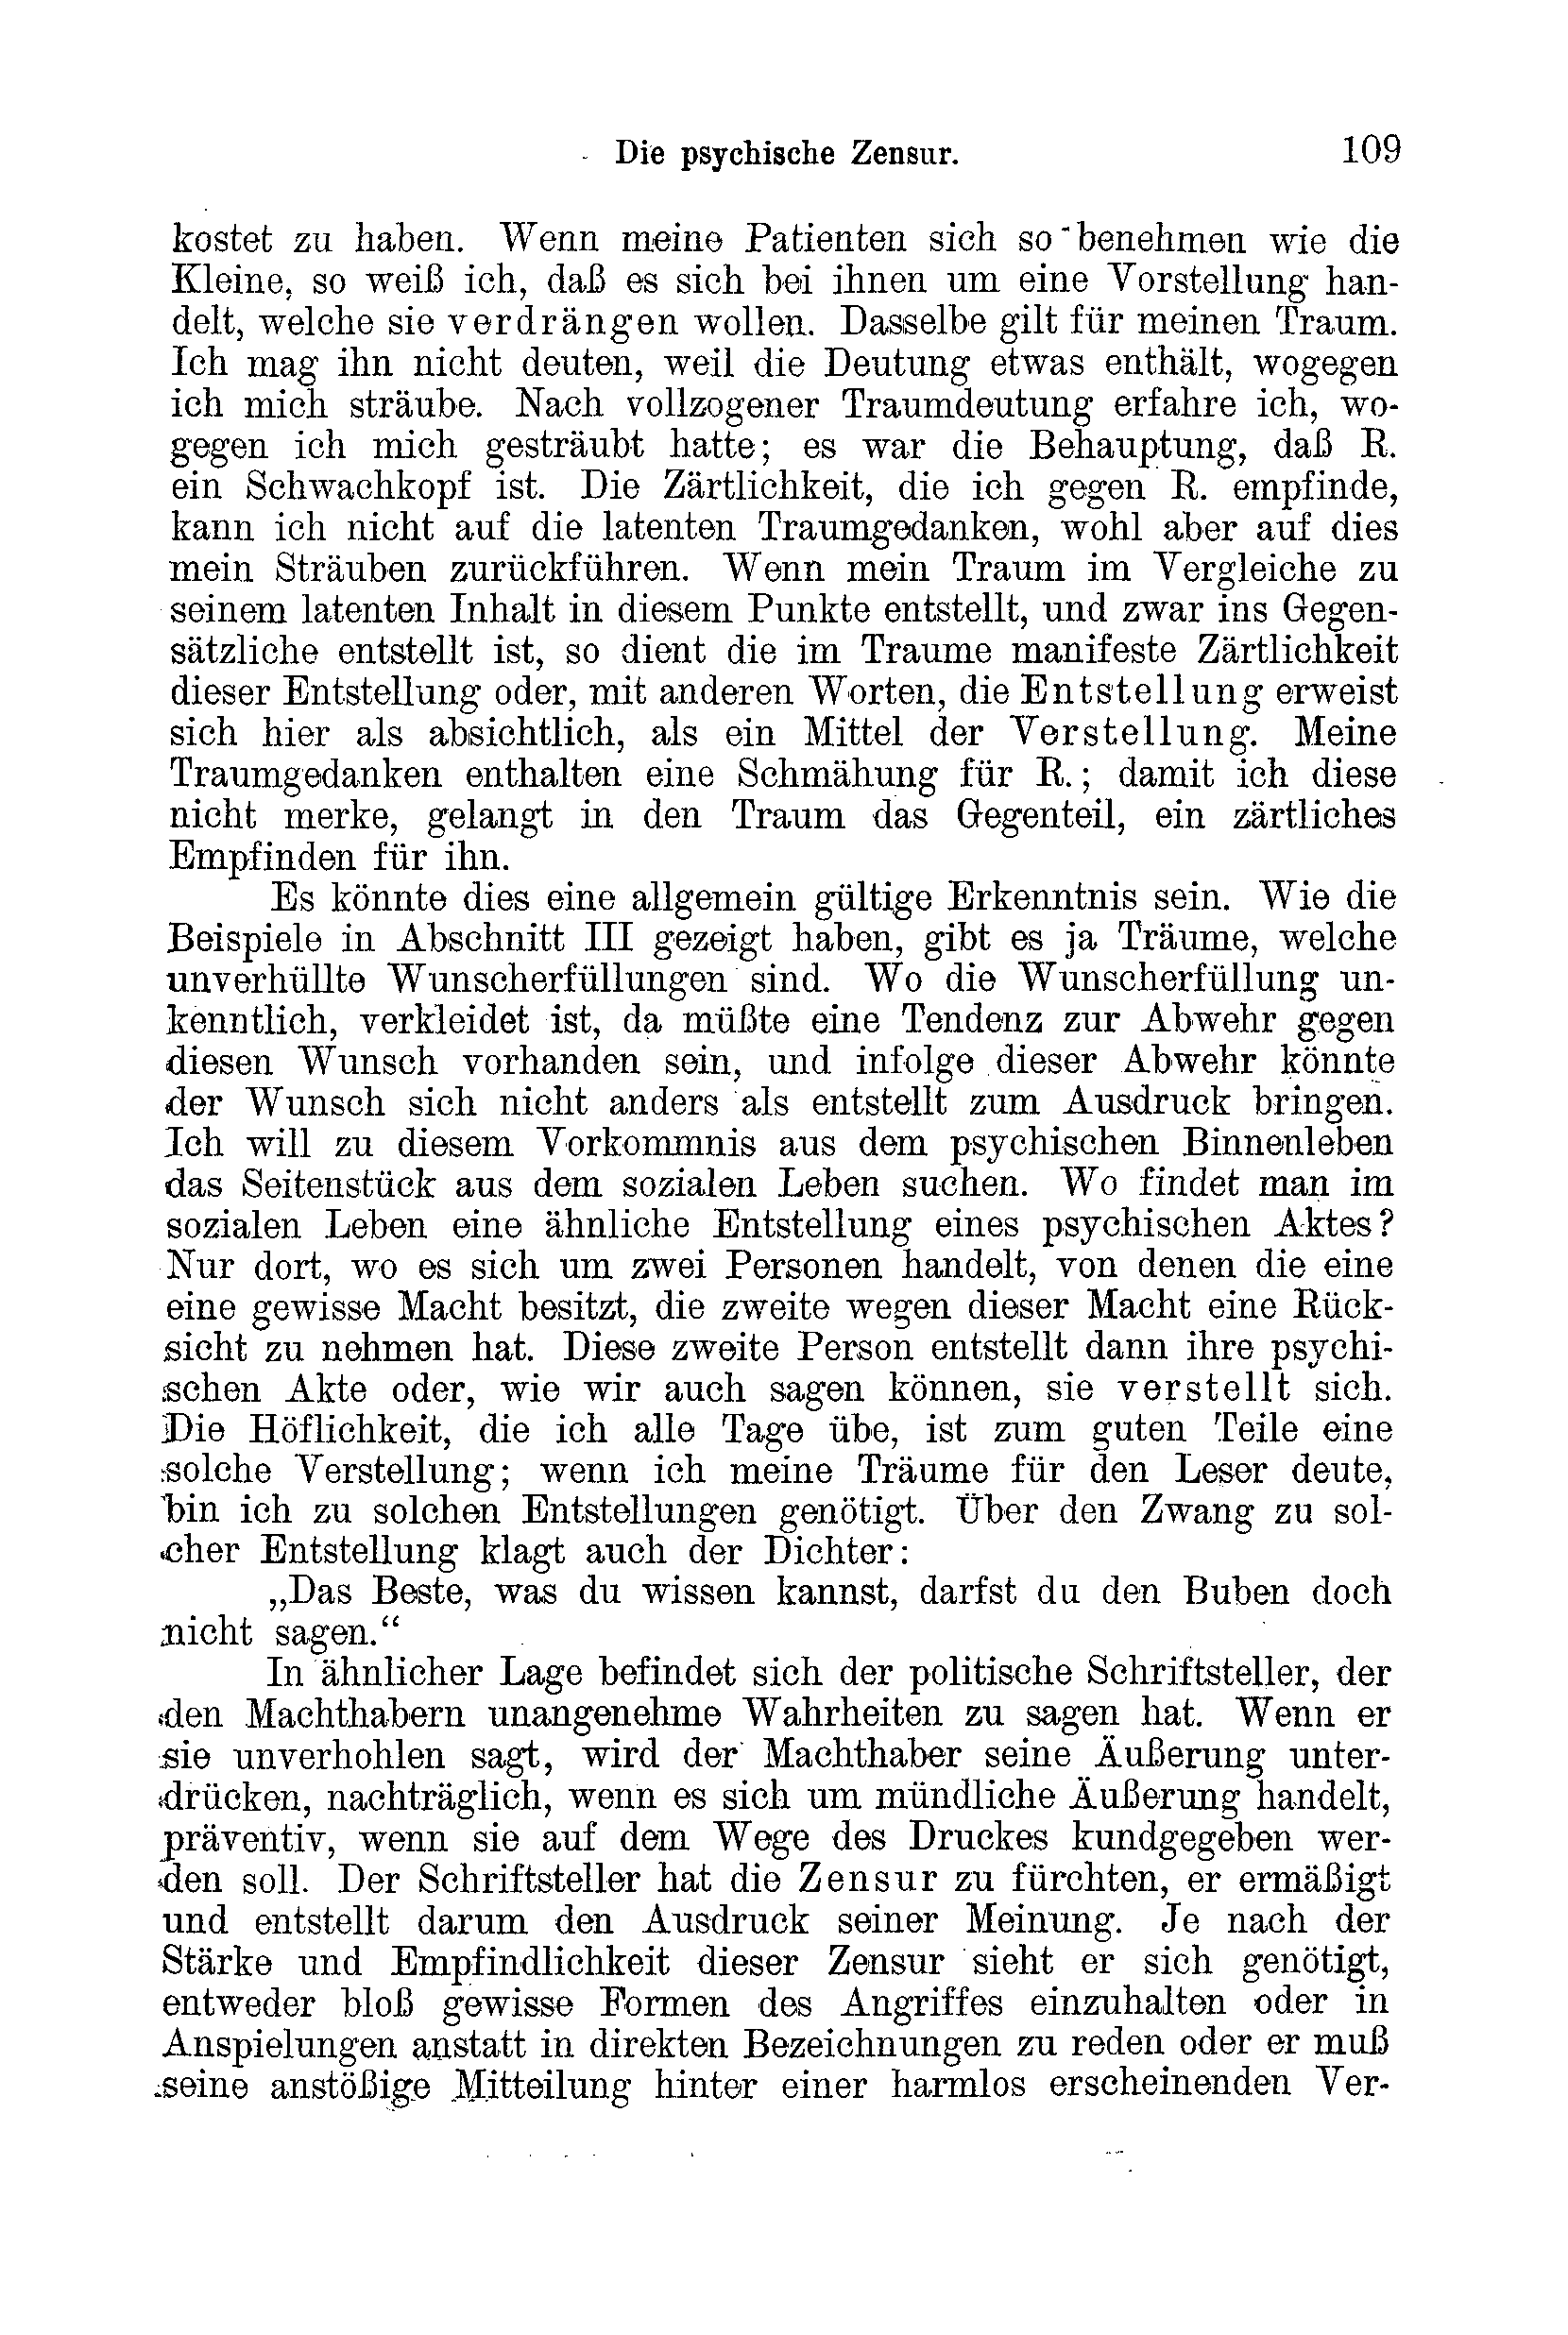 Die psychische Zensur. 109
kostet zu haben. Wenn meine Patienten sich so benehmen wie die
Kleine, so weiß ich, daß es sich bei ihnen um eine Vorstellung han-
delt, welche sie verdrängen wollen. Dasselbe gilt für meinen Traum.
Ich mag ihn nicht deuten, weil die Deutung etwas enthält, wogegen
ich mich sträube. Nach vollzogener Traumdeutung erfahre ich, wo-
gegen ich mich gesträubt hatte; es war die Behauptung, daß R.
ein Schwachkopf ist. Die Zärtlichkeit, die ich gegen R. empfinde,
kann ich nicht auf die latenten Traumgedanken, wohl aber auf dies
mein Sträuben zurückführen. Wenn mein Traum im Vergleiche zu
seinem latenten Inhalt in diesem Punkte entstellt, und zwar ins Gegen-
sätzliche entstellt ist, so dient die im Traume manifeste Zärtlichkeit
dieser Entstellung oder, mit anderen Worten, die Entstellung erweist
sich hier als absichtlich, als ein Mittel der Verstellung. Meine
Traumgedanken enthalten eine Schmähung für R.; damit ich diese
nicht merke, gelangt in den Traum das Gegenteil, ein zärtliches
Empfinden für ihn.
Es könnte dies eine allgemein gültige Erkenntnis sein. Wie die
Beispiele in Abschnitt III gezeigt haben, gibt es ja Träume, welche
unverhüllte Wunscherfüllungen sind. Wo die Wunscherfüllung un-
kenntlich, verkleidet ist, da müßte eine Tendenz zur Abwehr gegen
diesen Wunsch vorhanden sein, und infolge dieser Abwehr könnte
der Wunsch sich nicht anders als entstellt zum Ausdruck bringen.
Ich will zu diesem Vorkommnis aus dem psychischen Binnenleben
das Seitenstück aus dem sozialen Leben suchen. Wo findet man im
sozialen Leben eine ähnliche Entstellung eines psychischen Aktes?
Nur dort, wo es sich um zwei Personen handelt, von denen die eine
eine gewisse Macht besitzt, die zweite wegen dieser Macht eine Rück-
sicht zu nehmen hat. Diese zweite Person entstellt dann ihre psychi-
schen Akte oder, wie wir auch sagen können, sie verstellt sich.
Die Höflichkeit, die ich alle Tage übe, ist zum guten Teile eine
solche Verstellung; wenn ich meine Träume für den Leser deute,
bin ich zu solchen Entstellungen genötigt. Über den Zwang zu sol-
cher Entstellung klagt auch der Dichter:
„Das Beste, was du wissen kannst, darfst du den Buben doch
nicht sagen.“
In ähnlicher Lage befindet sich der politische Schriftsteller, der
den Machthabern unangenehme Wahrheiten zu sagen hat. Wenn er
sie unverhohlen sagt, wird der Machthaber seine Äußerung unter-
drücken, nachträglich, wenn es sich um mündliche Äußerung handelt,
präventiv, wenn sie auf dem Wege des Druckes kundgegeben wer-
den soll. Der Schriftsteller hat die Zensur zu fürchten, er ermäßigt
und entstellt darum den Ausdruck seiner Meinung. Je nach der
Stärke und Empfindlichkeit dieser Zensur sieht er sich genötigt,
entweder bloß gewisse Formen des Angriffes einzuhalten oder in
Anspielungen anstatt in direkten Bezeichnungen zu reden oder er muß
seine anstößige Mitteilung hinter einer harmlos erscheinenden Ver-